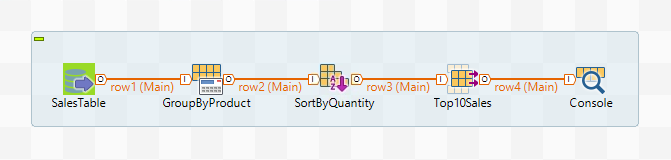 O I O I O I O I
row1 (Main) row2 (Main) row3 (Main) row4 (Main)
A
Z
SalesTable GroupByProduct SortByQuantity Top10Sales Console